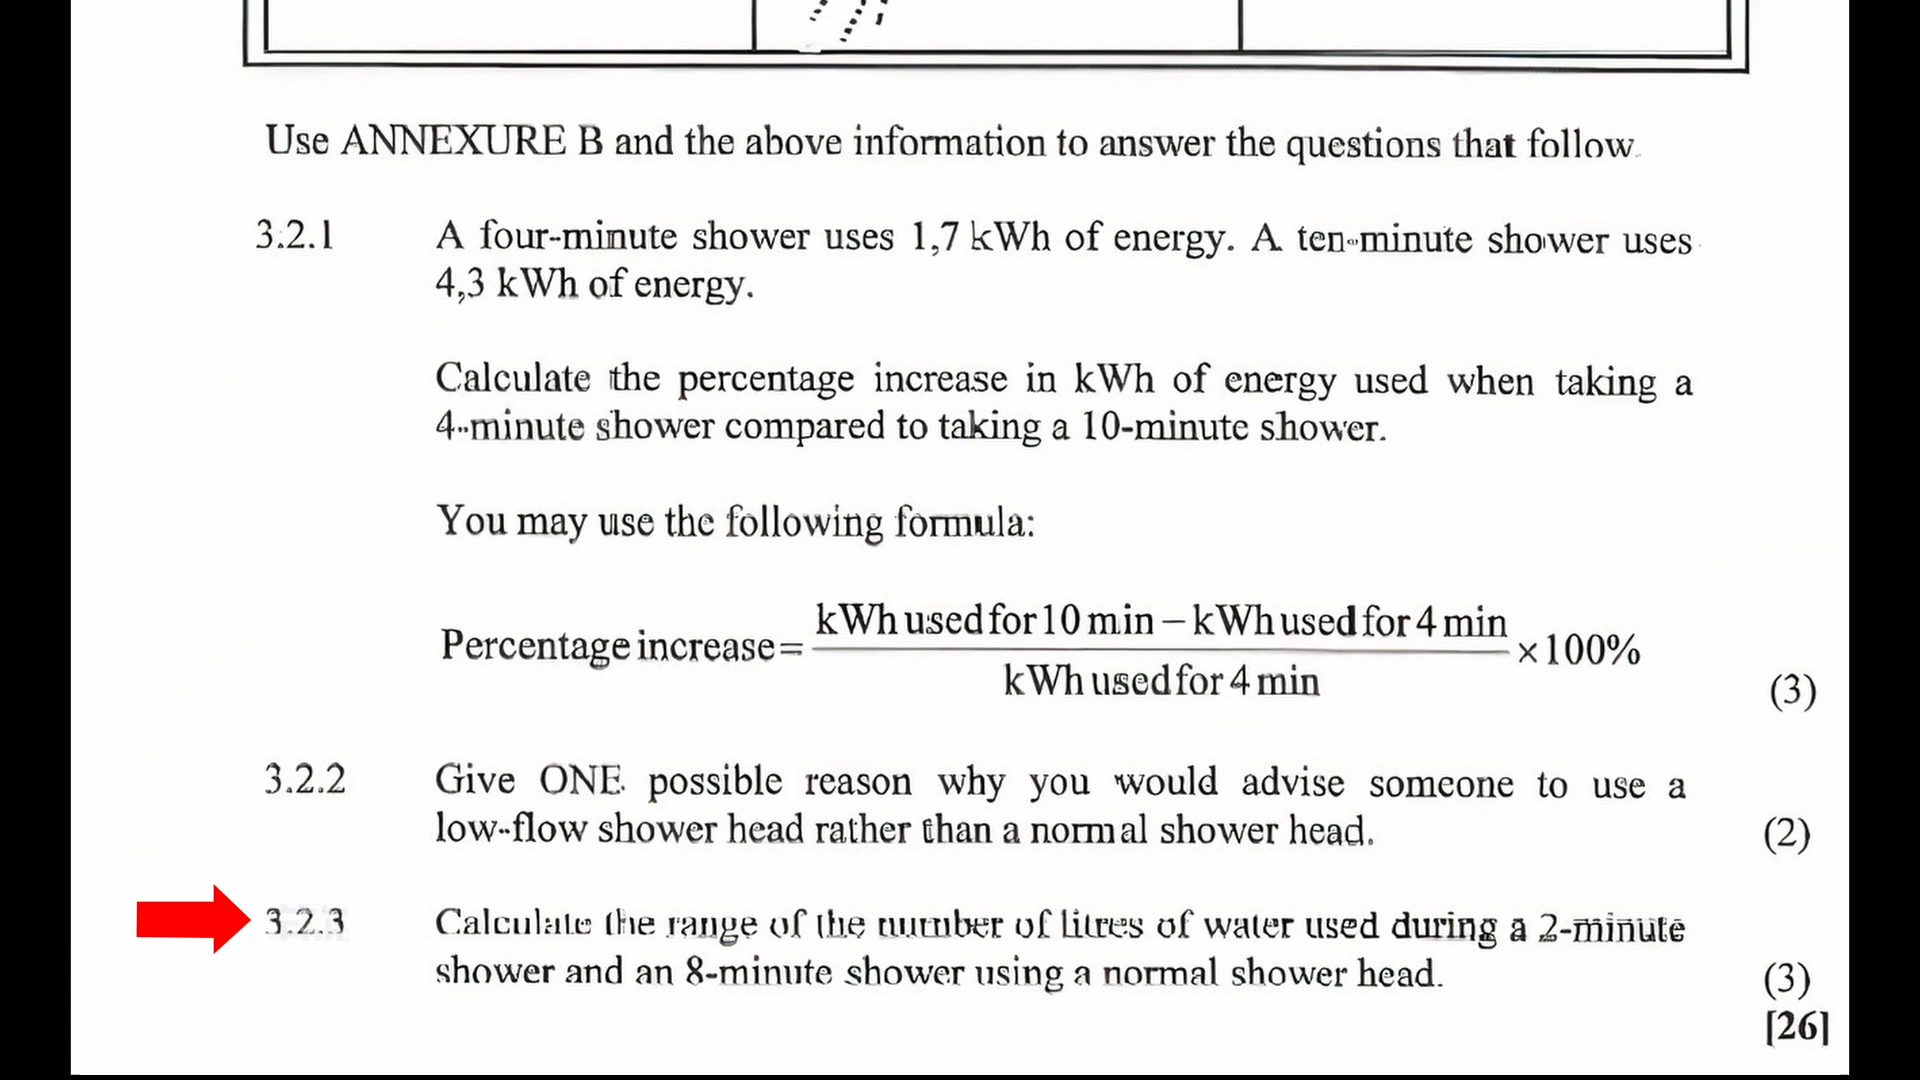 Use ANNEXURE B and the above information to answer the questions that follow.
3.2.1 A four-minute shower uses 1,7 kWh of energy. A ten-minute shower uses
4,3 kWh of energy.
Calculate the percentage increase in kWh of energy used when taking a
4-minute shower compared to taking a 10-minute shower.
You may use the following formula:
Percentage increase = kWh used for 10 min – kWh used for 4 min
kWh used for 4 min
×100%
(3)
3.2.2 Give ONE possible reason why you would advise someone to use a
low-flow shower head rather than a normal shower head. (2)
3.2.3 Calculate the range of the number of litres of water used during a 2-minute
shower and an 8-minute shower using a normal shower head. (3)
[26]